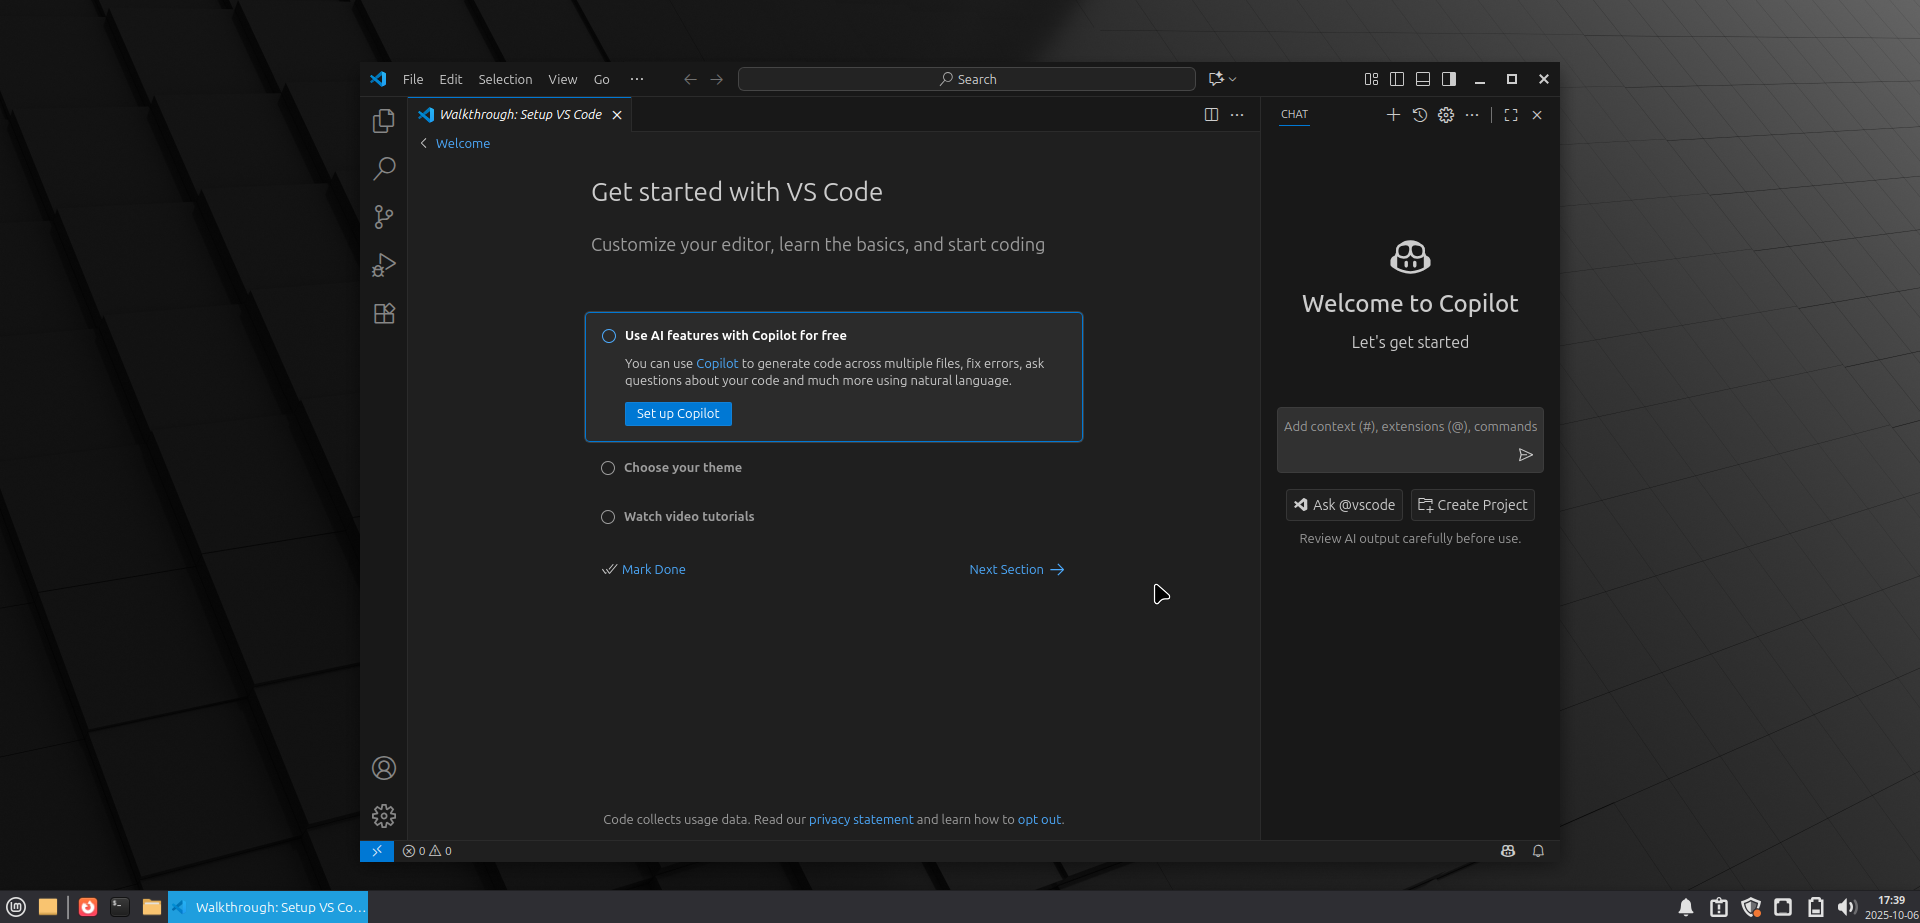 File Edit Selection View Go ··· Search
Walkthrough: Setup VS Code
CHAT
Welcome
Get started with VS Code
Customize your editor, learn the basics, and start coding
Use AI features with Copilot for free
You can use Copilot to generate code across multiple files, fix errors, ask
questions about your code and much more using natural language.
Set up Copilot
Choose your theme
Watch video tutorials
Mark Done Next Section
Code collects usage data. Read our privacy statement and learn how to opt out.
Welcome to Copilot
Let's get started
Add context (#), extensions (@), commands
Ask @vscode Create Project
Review AI output carefully before use.
0 0
Walkthrough: Setup VS Co...
17:39
2025-10-06